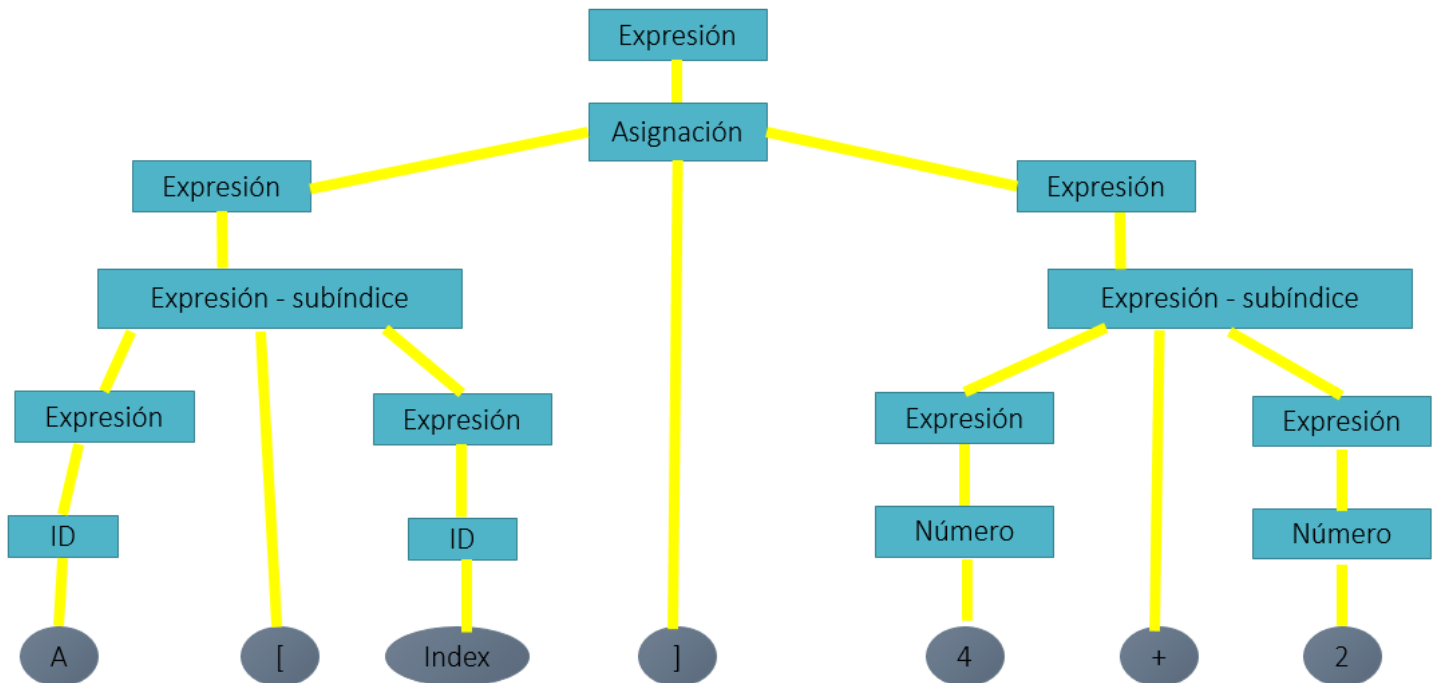 Expresión
Asignación
Expresión
Expresión
Expresión - subíndice
Expresión - subíndice
Expresión
Expresión
Expresión
Expresión
ID
ID
Número
Número
A
[
Index
]
4
+
2